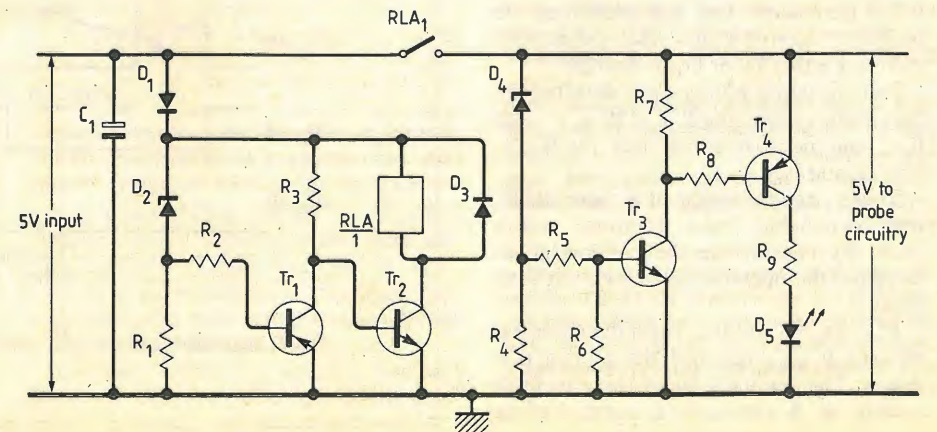 RLA1
D1
C1
D4
R7
Tr4
R8
D2
R3
D3
5V input
RLA
1
5V to
probe
circuitry
R2
R5
Tr3
R9
Tr1
Tr2
R1
R4
R6
D5